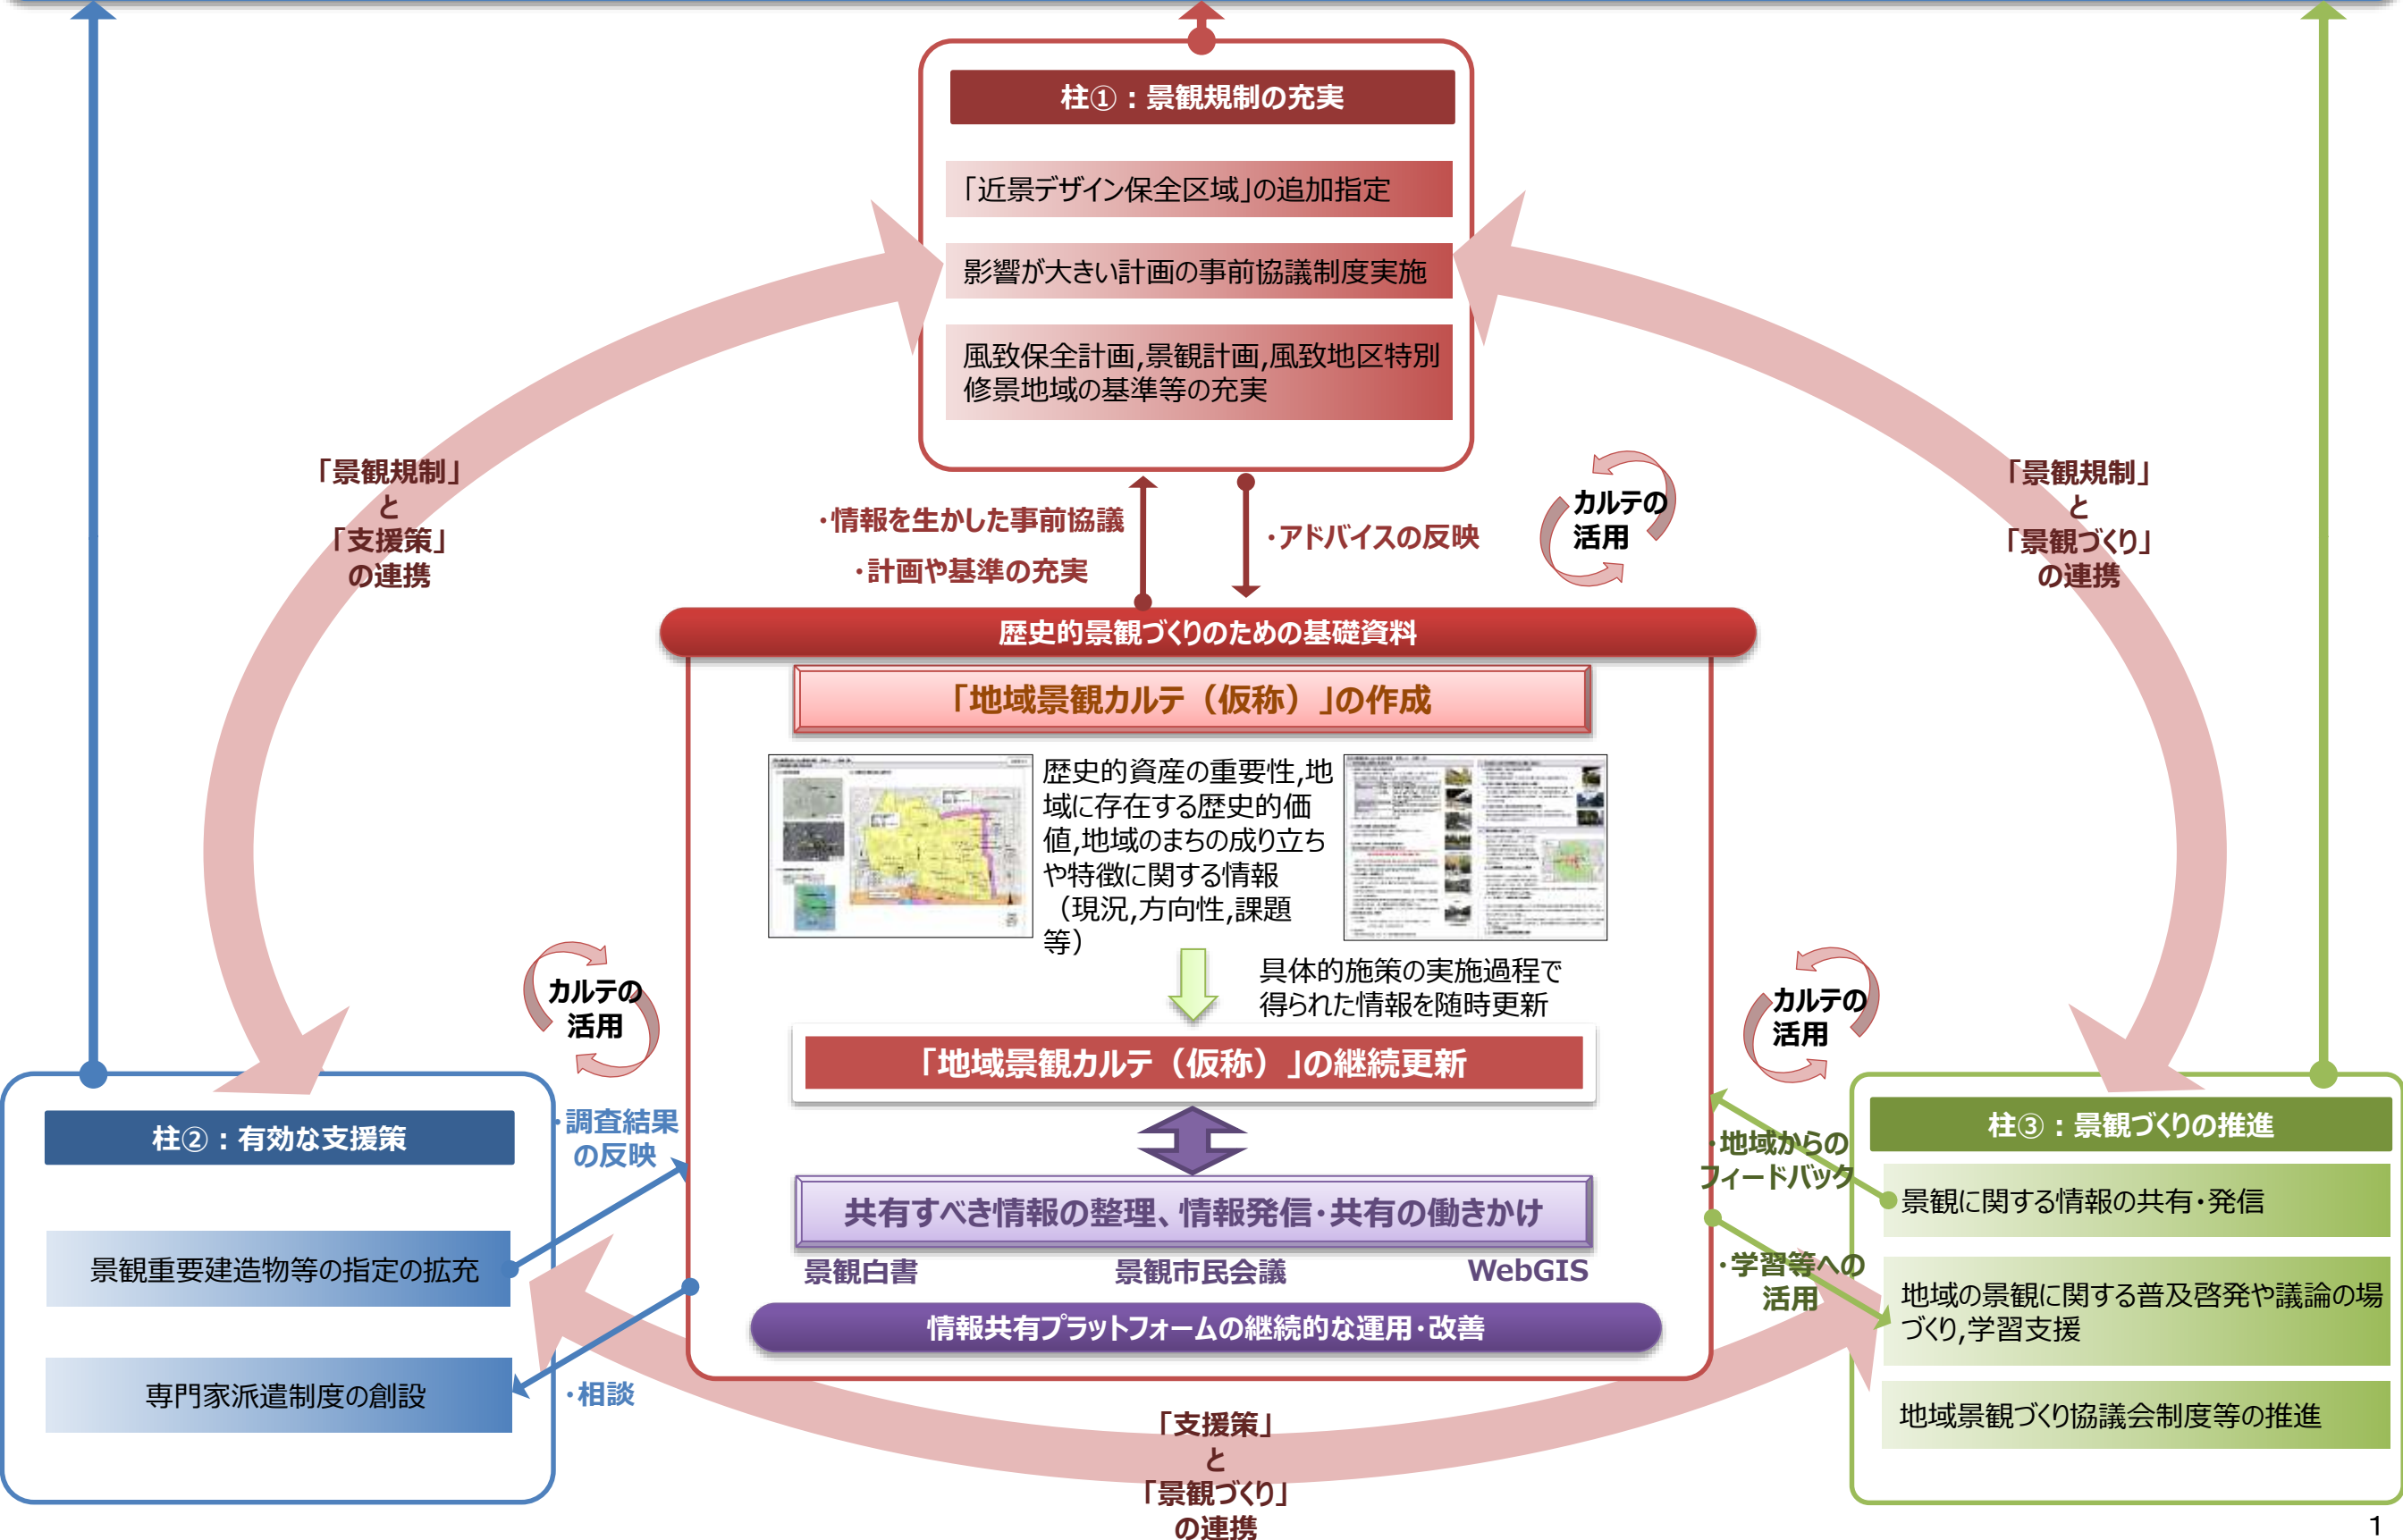 柱①：景観規制の充実
「近景デザイン保全区域」の追加指定
影響が大きい計画の事前協議制度実施
風致保全計画,景観計画,風致地区特別
修景地域の基準等の充実
「景観規制」
と
「支援策」
の連携
「景観規制」
と
「景観づくり」
の連携
・情報を生かした事前協議
・計画や基準の充実
・アドバイスの反映
カルテの
活用
歴史的景観づくりのための基礎資料
「地域景観カルテ（仮称）」の作成
歴史的資産の重要性,地
域に存在する歴史的価
値,地域のまちの成り立ち
や特徴に関する情報
（現況,方向性,課題
等）
具体的施策の実施過程で
得られた情報を随時更新
カルテの
活用
カルテの
活用
「地域景観カルテ（仮称）」の継続更新
共有すべき情報の整理、情報発信・共有の働きかけ
景観白書
景観市民会議
WebGIS
情報共有プラットフォームの継続的な運用・改善
柱②：有効な支援策
景観重要建造物等の指定の拡充
専門家派遣制度の創設
・調査結果
の反映
・相談
・地域からの
フィードバック
・学習等への
活用
柱③：景観づくりの推進
景観に関する情報の共有・発信
地域の景観に関する普及啓発や議論の場
づくり,学習支援
地域景観づくり協議会制度等の推進
「支援策」
と
「景観づくり」
の連携
1